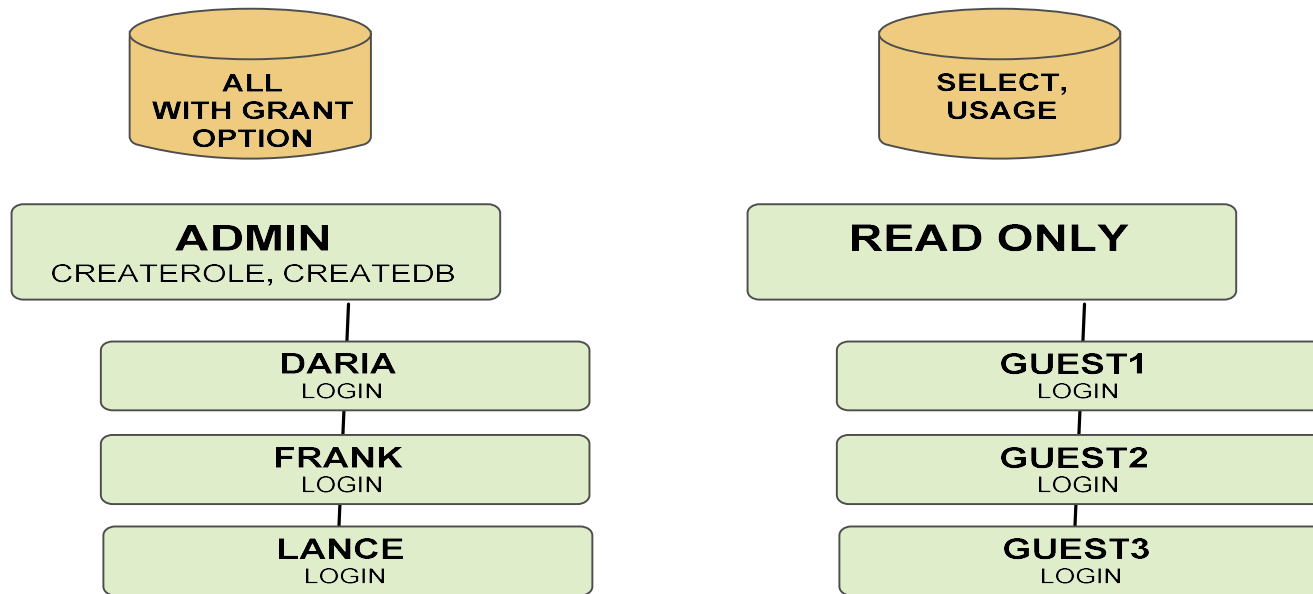 ALL
WITH GRANT
OPTION
ADMIN
CREATEROLE, CREATEDB
DARIA
LOGIN
FRANK
LOGIN
LANCE
LOGIN
SELECT,
USAGE
READ ONLY
GUEST1
LOGIN
GUEST2
LOGIN
GUEST3
LOGIN